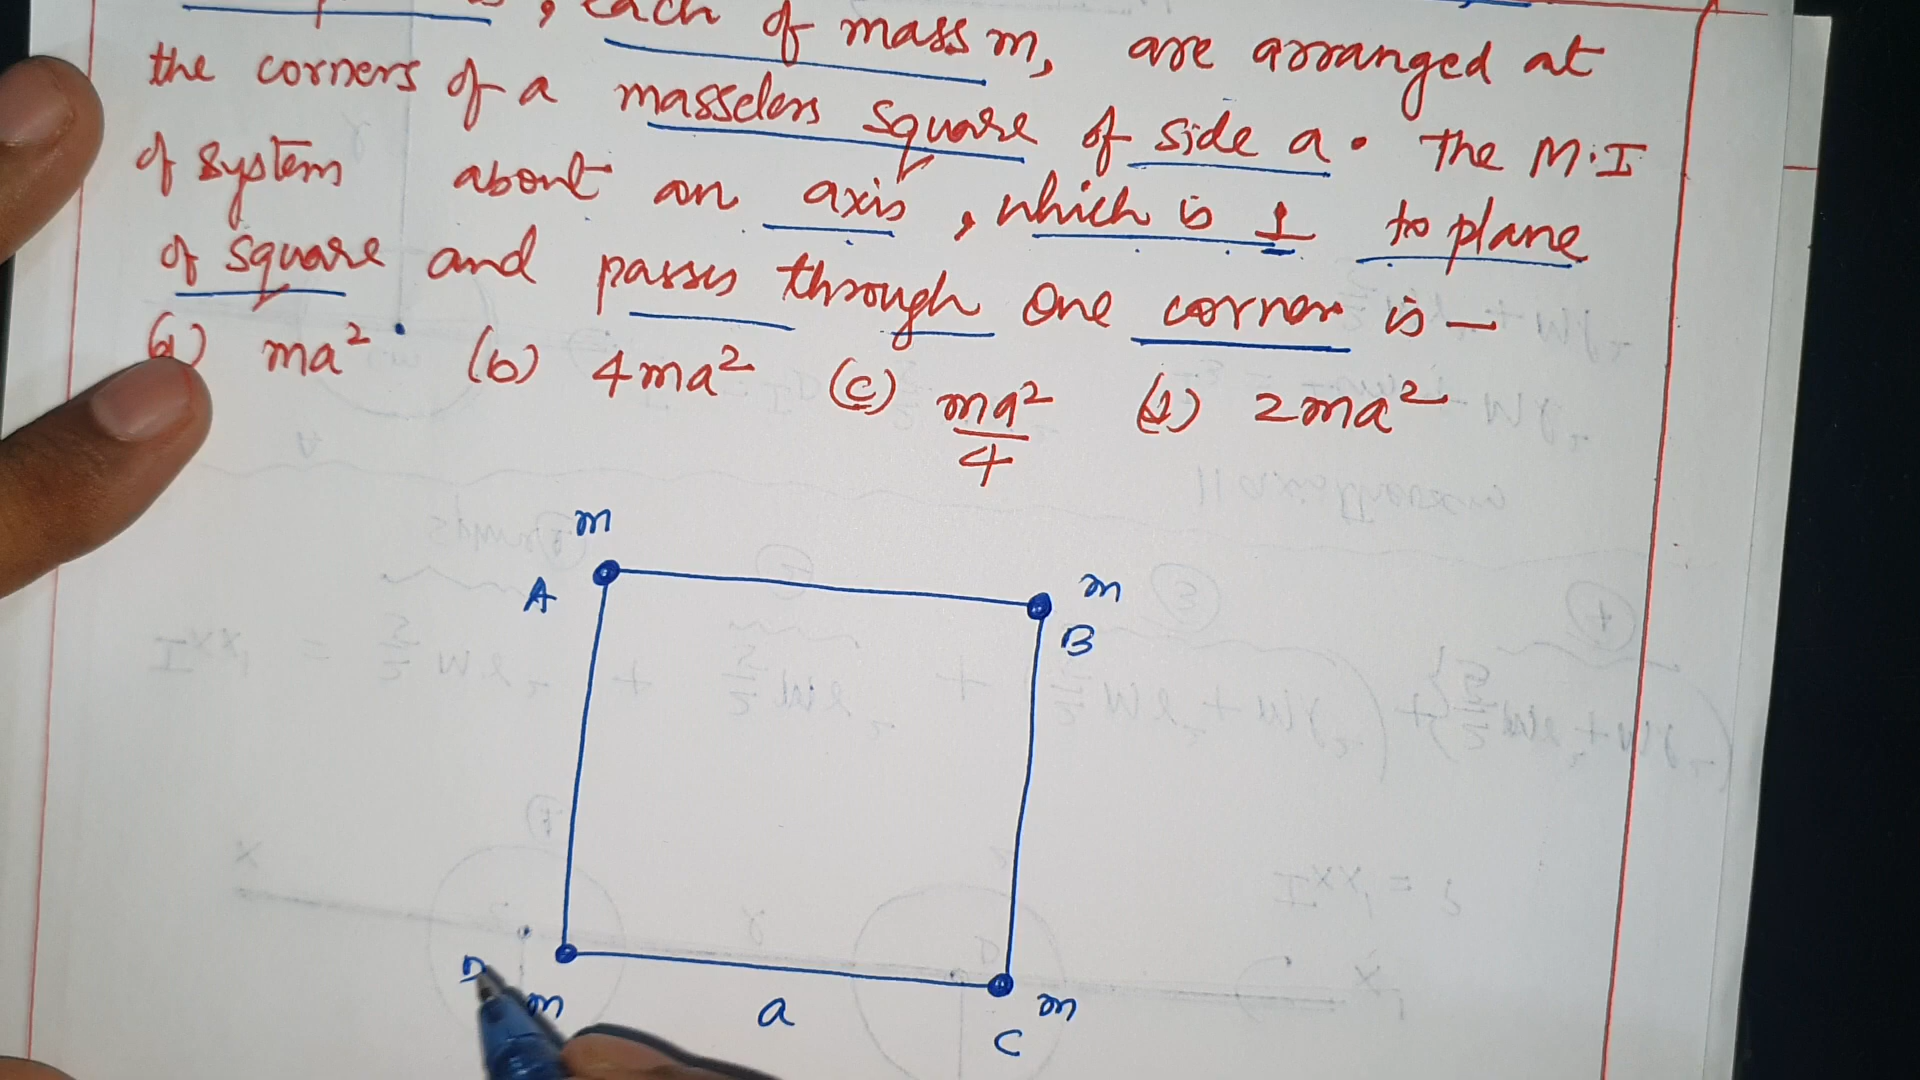 each of mass m, are arranged at
the corners of a massless square of side a. The M.I
of system about an axis, which is ⊥ to plane
of square and passes through one corner is —
(a) ma² (b) 4ma² (c) ma²/4 (d) 2ma²
m
A
m
B
D
m
a
m
C